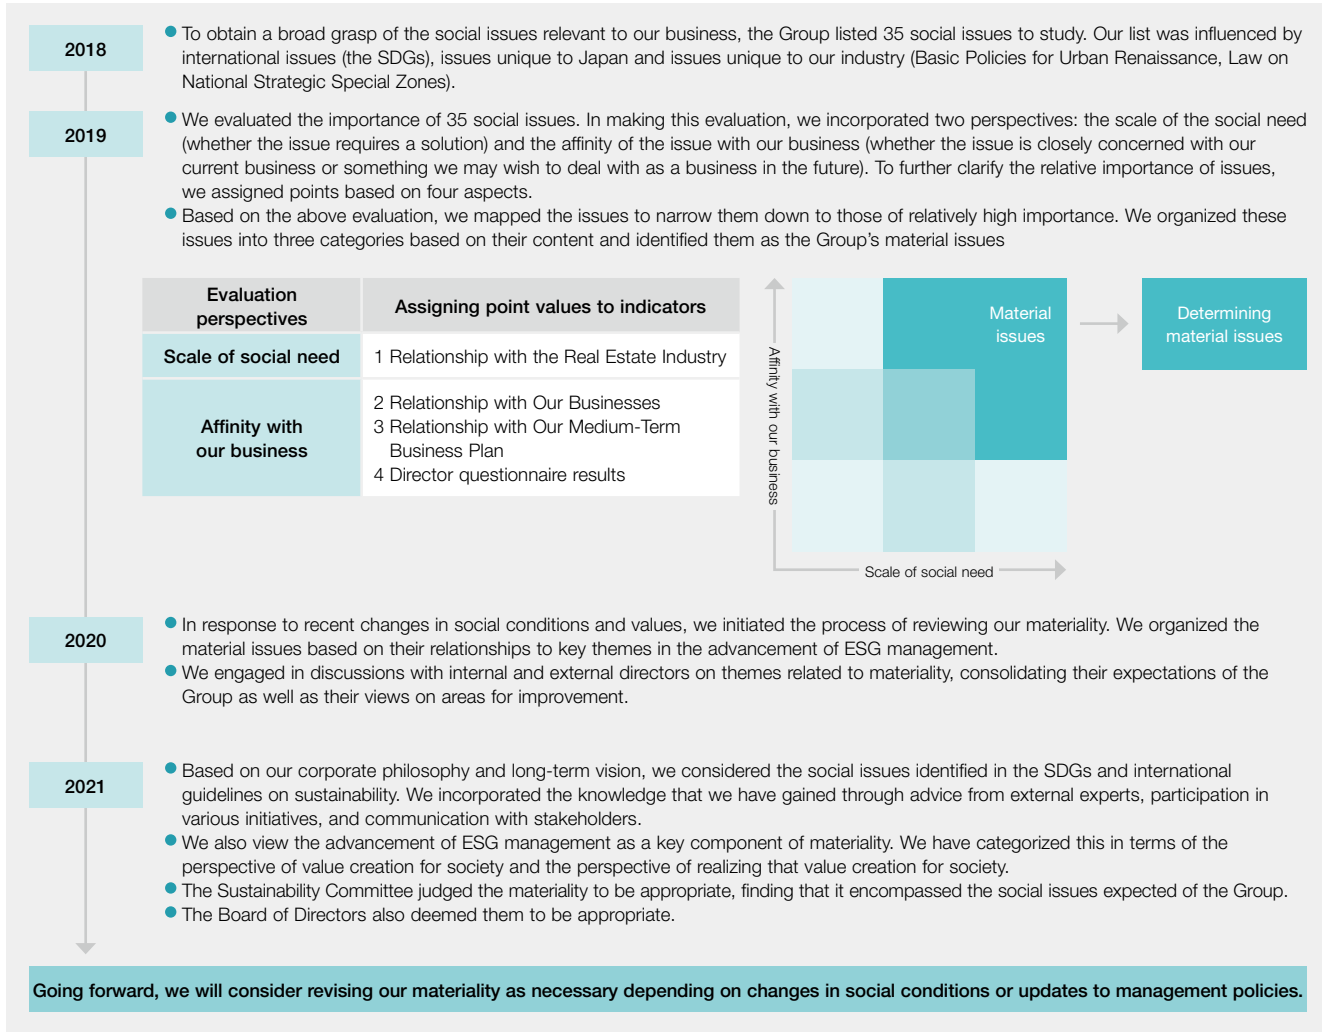 2018
To obtain a broad grasp of the social issues relevant to our business, the Group listed 35 social issues to study. Our list was influenced by
international issues (the SDGs), issues unique to Japan and issues unique to our industry (Basic Policies for Urban Renaissance, Law on
National Strategic Special Zones).
2019
We evaluated the importance of 35 social issues. In making this evaluation, we incorporated two perspectives: the scale of the social need
(whether the issue requires a solution) and the affinity of the issue with our business (whether the issue is closely concerned with our
current business or something we may wish to deal with as a business in the future). To further clarify the relative importance of issues,
we assigned points based on four aspects.
Based on the above evaluation, we mapped the issues to narrow them down to those of relatively high importance. We organized these
issues into three categories based on their content and identified them as the Group’s material issues
Evaluation
perspectives
Assigning point values to indicators
Scale of social need
1 Relationship with the Real Estate Industry
Affinity with
our business
2 Relationship with Our Businesses
3 Relationship with Our Medium-Term
Business Plan
4 Director questionnaire results
Affinity with our business
Material
issues
Scale of social need
Determining
material issues
2020
In response to recent changes in social conditions and values, we initiated the process of reviewing our materiality. We organized the
material issues based on their relationships to key themes in the advancement of ESG management.
We engaged in discussions with internal and external directors on themes related to materiality, consolidating their expectations of the
Group as well as their views on areas for improvement.
2021
Based on our corporate philosophy and long-term vision, we considered the social issues identified in the SDGs and international
guidelines on sustainability. We incorporated the knowledge that we have gained through advice from external experts, participation in
various initiatives, and communication with stakeholders.
We also view the advancement of ESG management as a key component of materiality. We have categorized this in terms of the
perspective of value creation for society and the perspective of realizing that value creation for society.
The Sustainability Committee judged the materiality to be appropriate, finding that it encompassed the social issues expected of the Group.
The Board of Directors also deemed them to be appropriate.
Going forward, we will consider revising our materiality as necessary depending on changes in social conditions or updates to management policies.